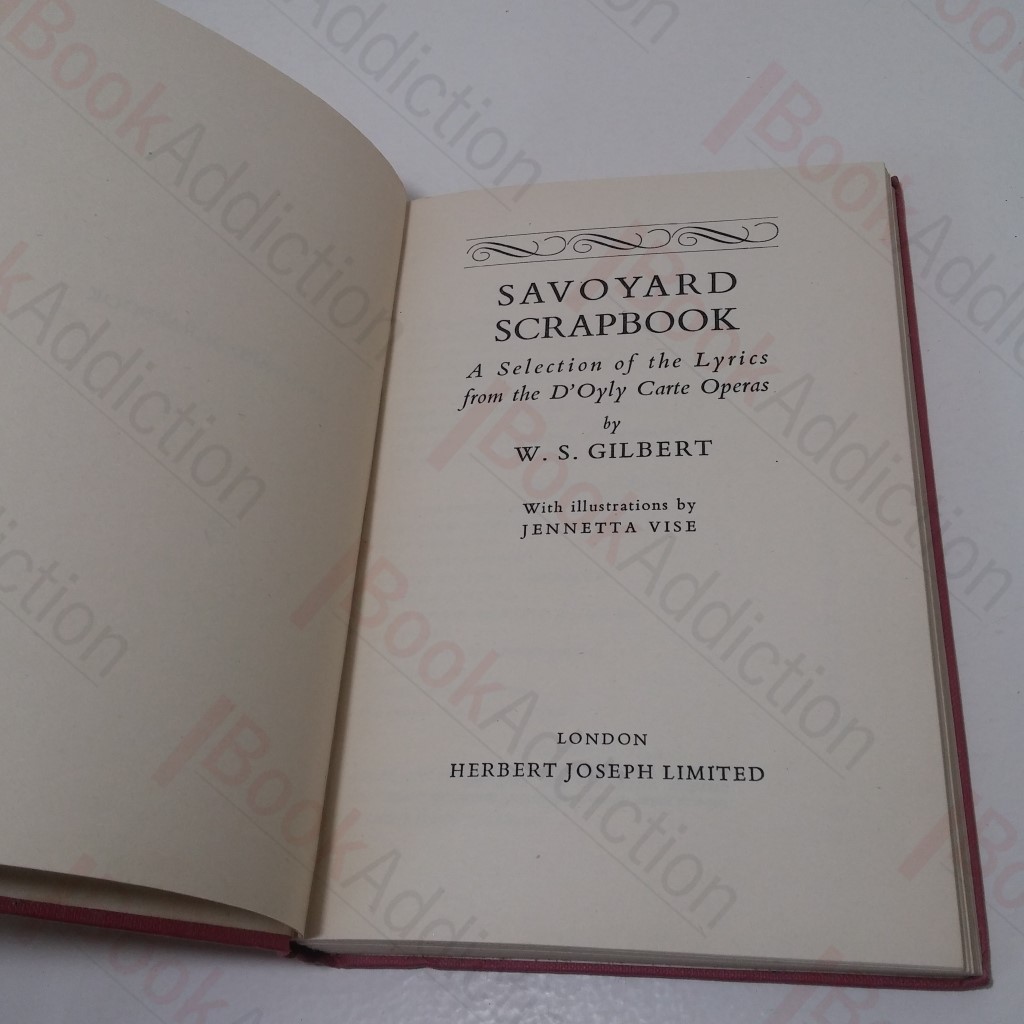 SAVOYARD
SCRAPBOOK
A Selection of the Lyrics
from the D'Oyly Carte Operas
by
W. S. GILBERT
With illustrations by
JENNETTA VISE
LONDON
HERBERT JOSEPH LIMITED
BookAddiction